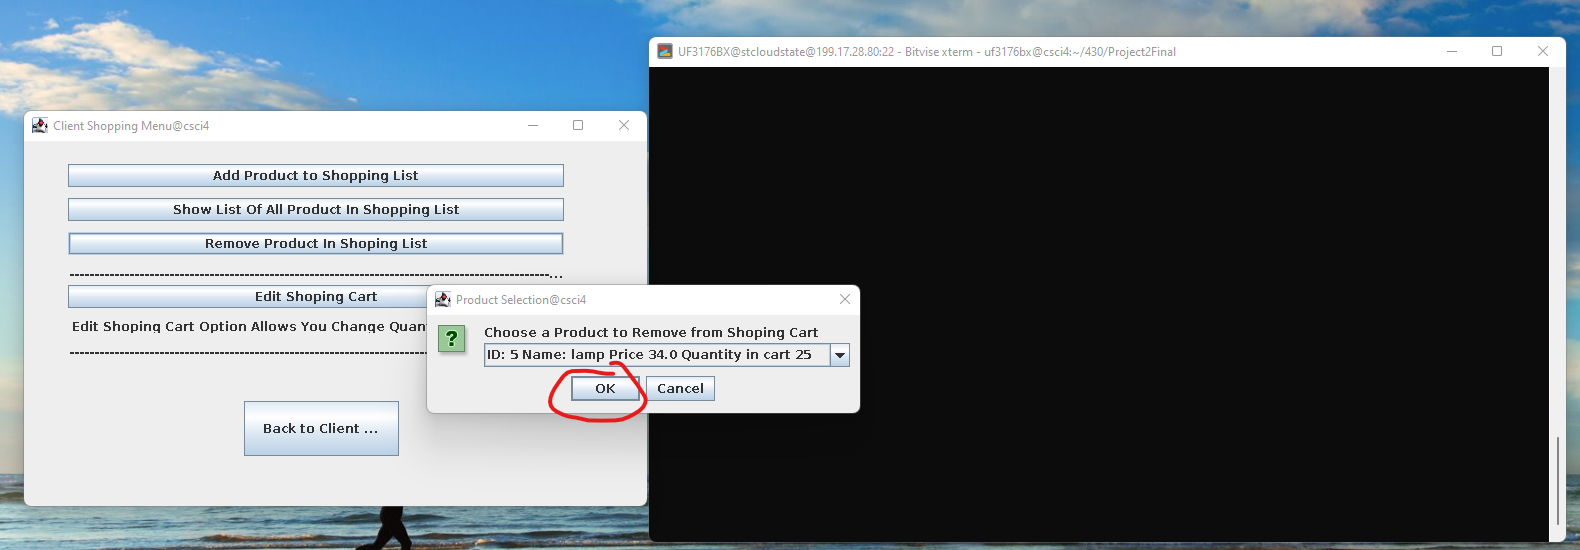 UF3176BX@stcloudstate@199.17.28.80:22 - Bitvise xterm - uf3176bx@csci4:~/430/Project2Final
Client Shopping Menu@csci4
Add Product to Shopping List
Show List Of All Product In Shopping List
Remove Product In Shoping List
------------------------------------------------------------------------------------------------...
Edit Shoping Cart
Edit Shoping Cart Option Allows You Change Quan
------------------------------------------------------------------------
Back to Client ...
Product Selection@csci4
?
Choose a Product to Remove from Shoping Cart
ID: 5 Name: lamp Price 34.0 Quantity in cart 25
OK
Cancel